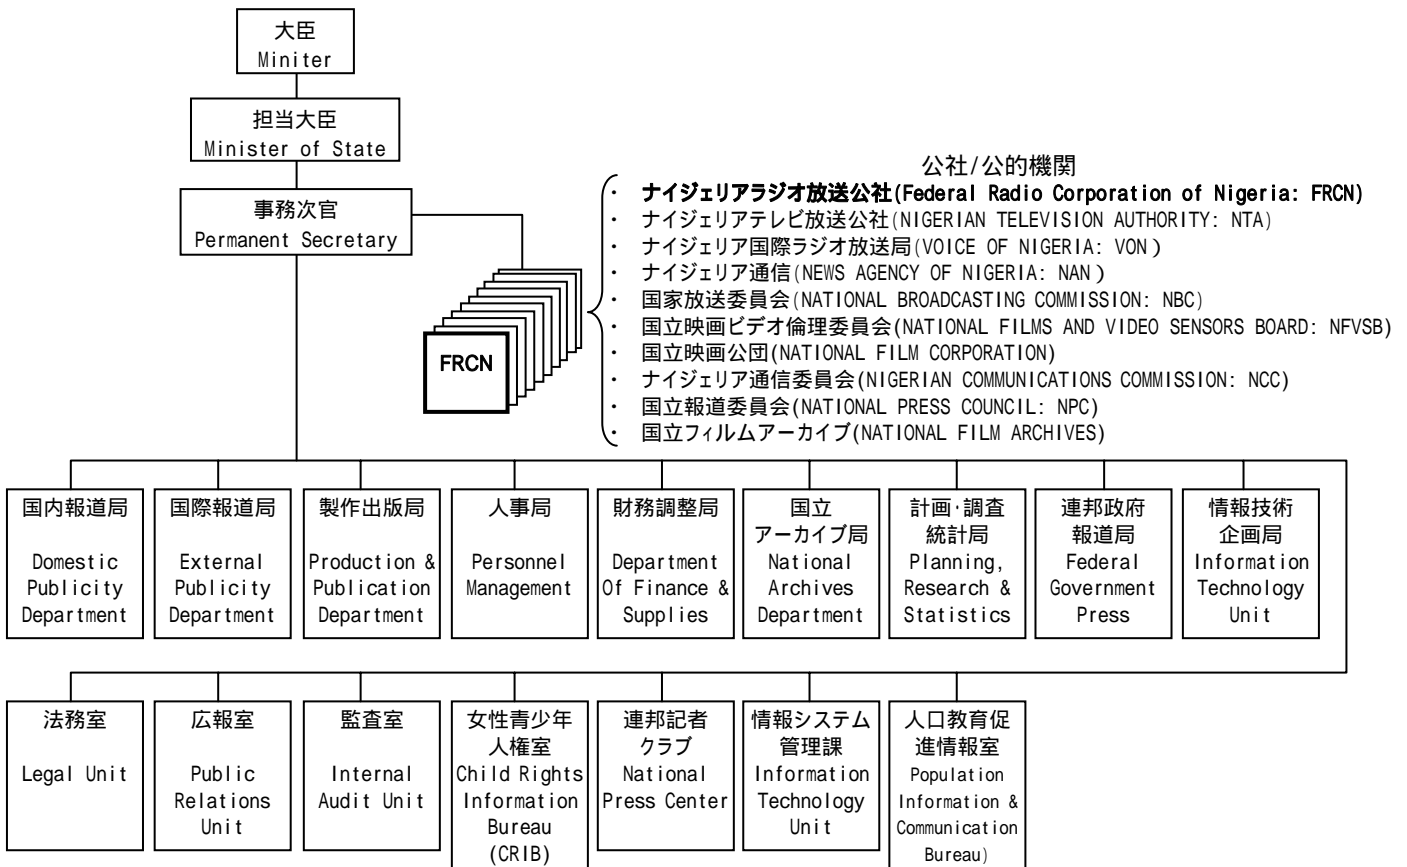 大臣
Miniter
担当大臣
Minister of State
事務次官
Permanent Secretary
公社/公的機関
・ ナイジェリアラジオ放送公社(Federal Radio Corporation of Nigeria: FRCN)
・ ナイジェリアテレビ放送公社(NIGERIAN TELEVISION AUTHORITY: NTA)
・ ナイジェリア国際ラジオ放送局(VOICE OF NIGERIA: VON )
・ ナイジェリア通信(NEWS AGENCY OF NIGERIA: NAN )
・ 国家放送委員会(NATIONAL BROADCASTING COMMISSION: NBC)
・ 国立映画ビデオ倫理委員会(NATIONAL FILMS AND VIDEO SENSORS BOARD: NFVSB)
・ 国立映画公団(NATIONAL FILM CORPORATION)
・ ナイジェリア通信委員会(NIGERIAN COMMUNICATIONS COMMISSION: NCC)
・ 国立報道委員会(NATIONAL PRESS COUNCIL: NPC)
・ 国立フィルムアーカイブ(NATIONAL FILM ARCHIVES)
FRCN
国内報道局
Domestic
Publicity
Department
国際報道局
External
Publicity
Department
製作出版局
Production &
Publication
Department
人事局
Personnel
Management
財務調整局
Department
Of Finance &
Supplies
国立
アーカイブ局
National
Archives
Department
計画・調査
統計局
Planning,
Research &
Statistics
連邦政府
報道局
Federal
Government
Press
情報技術
企画局
Information
Technology
Unit
法務室
Legal Unit
広報室
Public
Relations
Unit
監査室
Internal
Audit Unit
女性青少年
人権室
Child Rights
Information
Bureau
(CRIB)
連邦記者
クラブ
National
Press Center
情報システム
管理課
Information
Technology
Unit
人口教育促
進情報室
Population
Information &
Communication
Bureau)